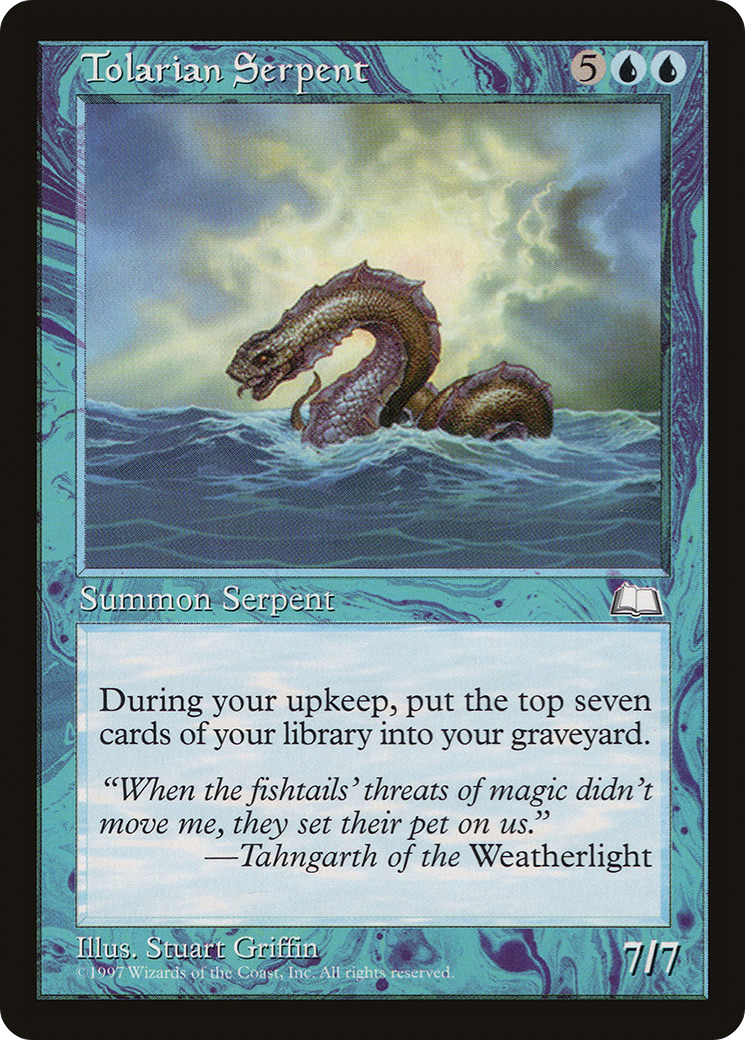 Tolarian Serpent
5
Summon Serpent
During your upkeep, put the top seven
cards of your library into your graveyard.
“When the fishtails’ threats of magic didn’t
move me, they set their pet on us.”
—Tahngarth of the Weatherlight
Illus. Stuart Griffin
©1997 Wizards of the Coast, Inc. All rights reserved.
7/7